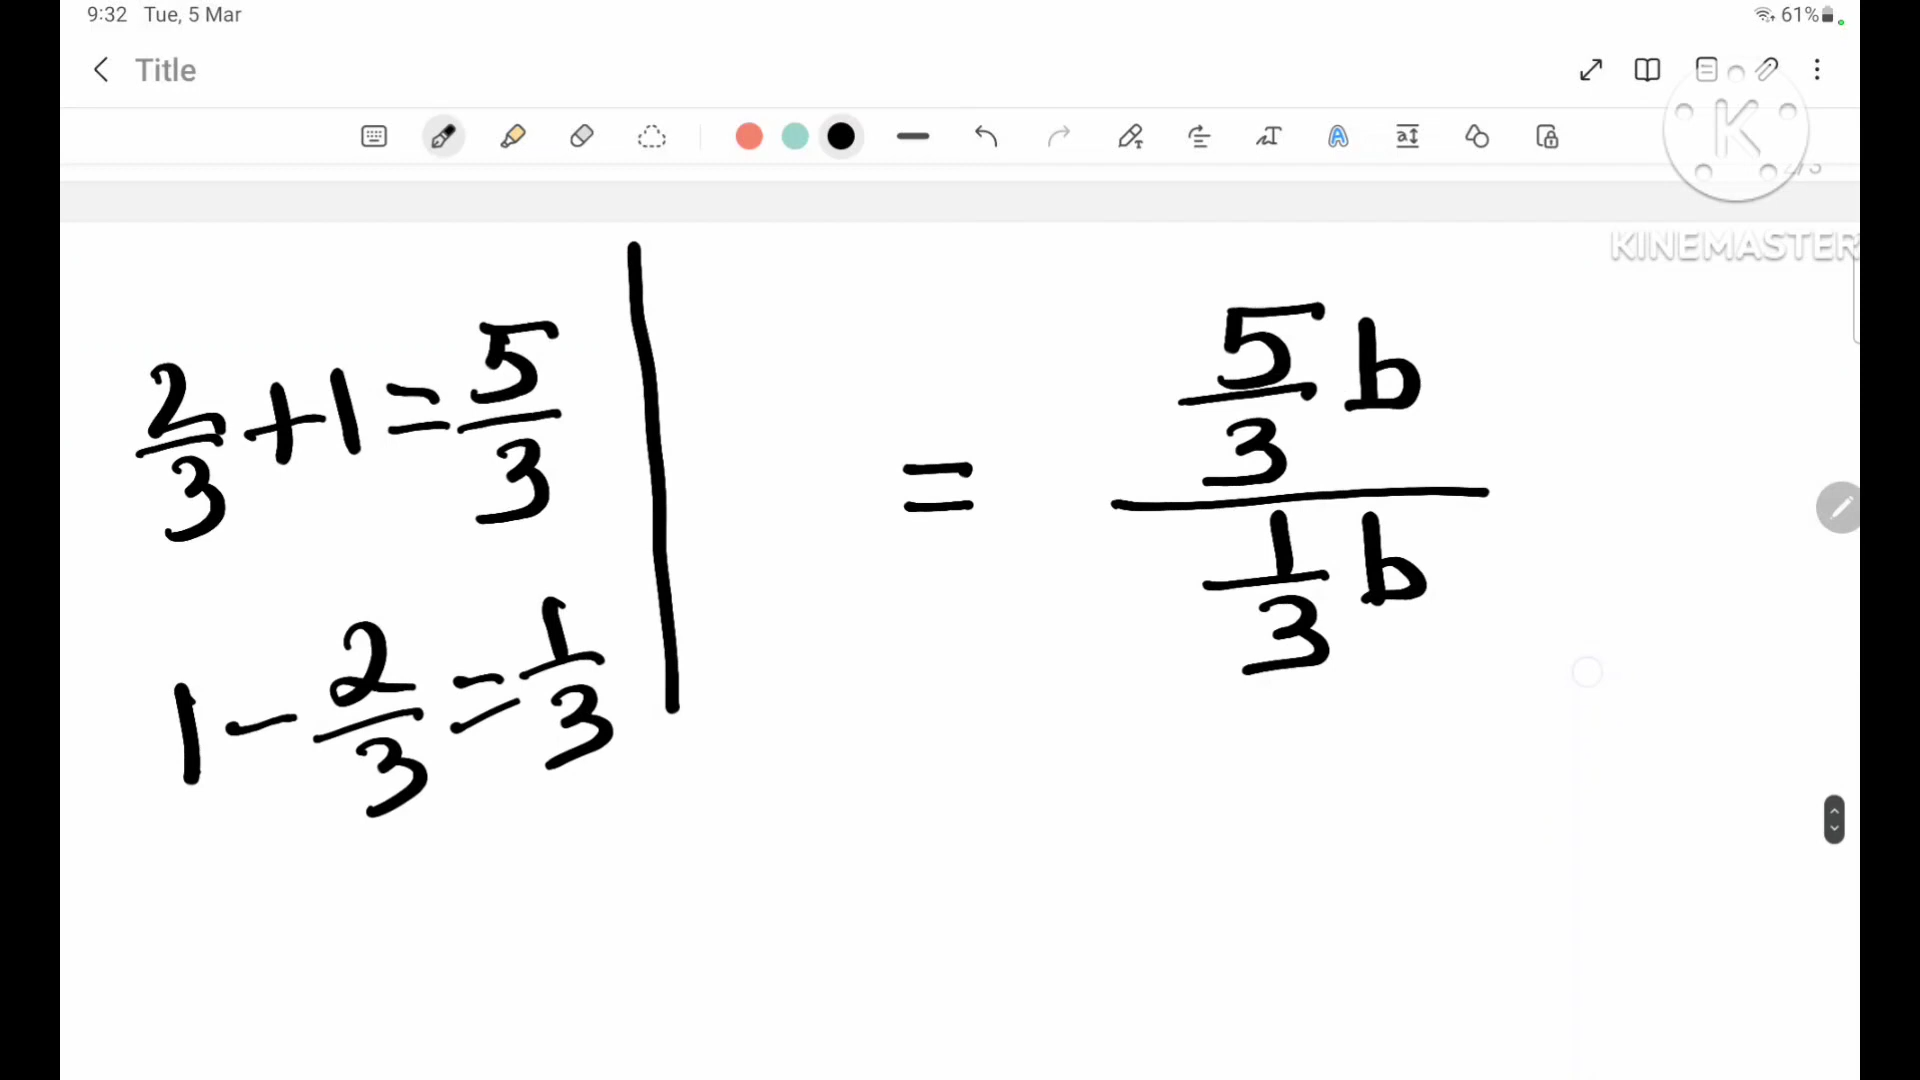 9:32 Tue, 5 Mar 61%
Title
K
KINEMASTER
2/3 + 1 = 5/3
1 - 2/3 = 1/3
= 5/3 b
1/3 b